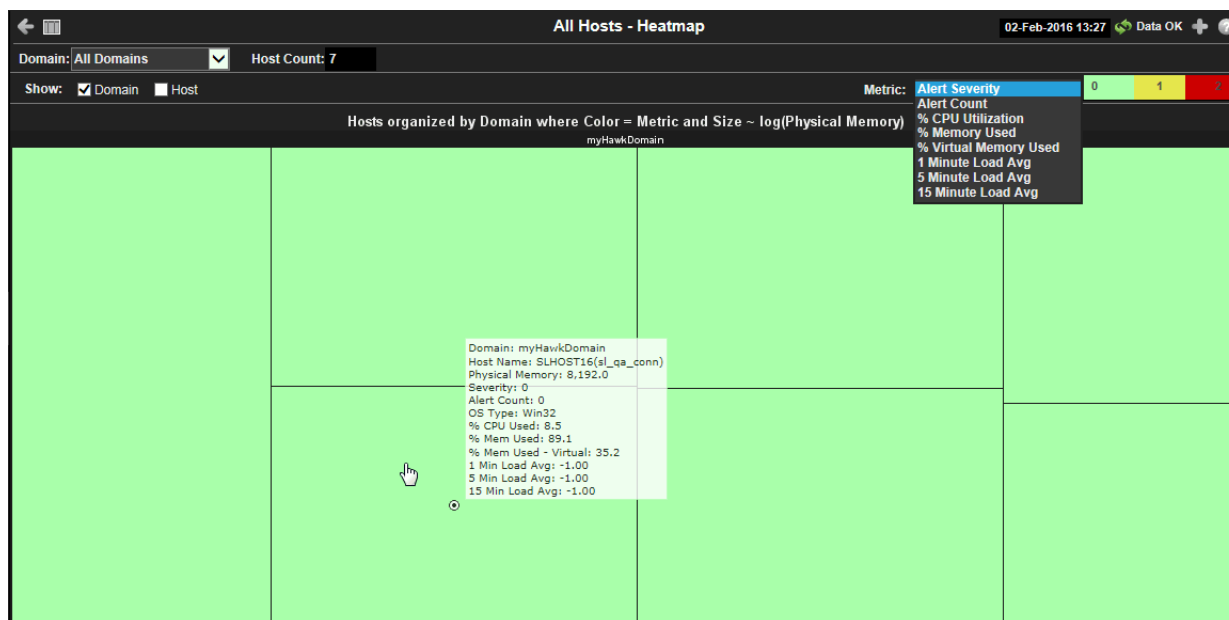 All Hosts - Heatmap
02-Feb-2016 13:27 Data OK
Domain: All Domains Host Count: 7
Show: Domain Host Metric: Alert Severity 0 1 2
Alert Count
% CPU Utilization
% Memory Used
% Virtual Memory Used
1 Minute Load Avg
5 Minute Load Avg
15 Minute Load Avg
Hosts organized by Domain where Color = Metric and Size ~ log(Physical Memory)
myHawkDomain
Domain: myHawkDomain
Host Name: SLHOST16(sl_qa_conn)
Physical Memory: 8,192.0
Severity: 0
Alert Count: 0
OS Type: Win32
% CPU Used: 8.5
% Mem Used: 89.1
% Mem Used - Virtual: 35.2
1 Min Load Avg: -1.00
5 Min Load Avg: -1.00
15 Min Load Avg: -1.00